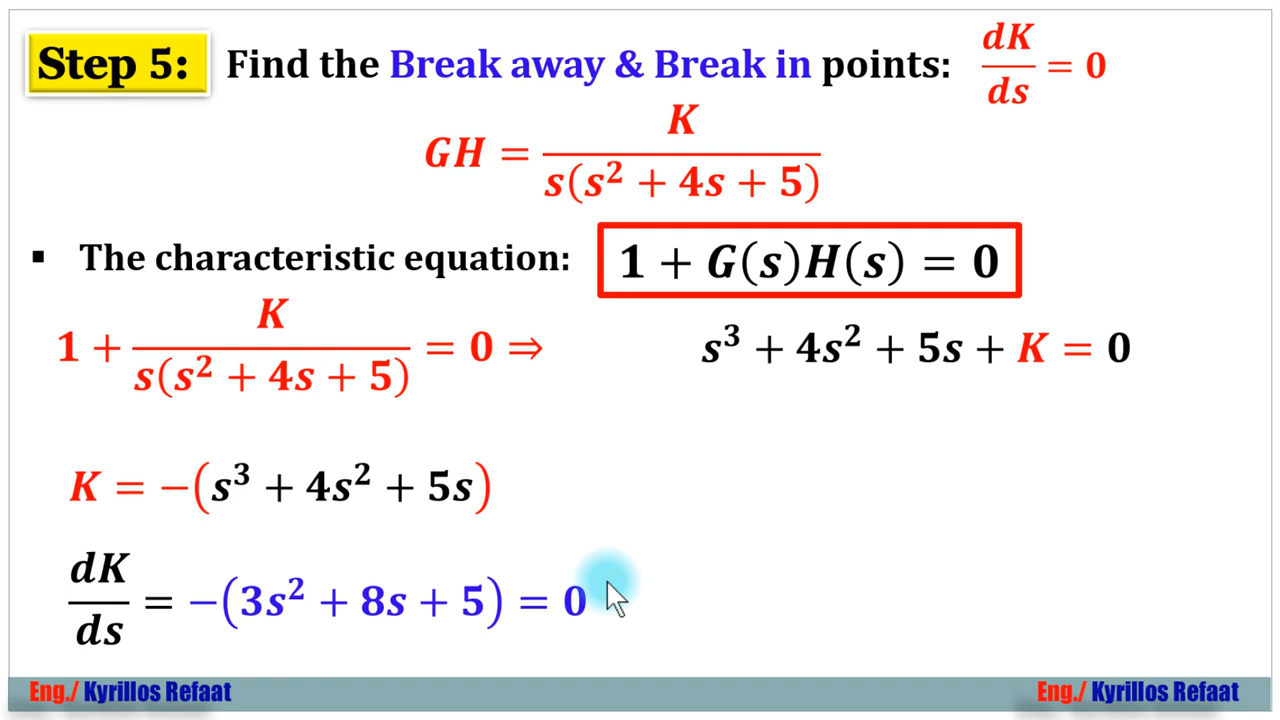 Step 5: Find the Break away & Break in points: dK/ds = 0
GH = K / s(s² + 4s + 5)
▪ The characteristic equation: 1 + G(s)H(s) = 0
1 + K / s(s² + 4s + 5) = 0 ⇒ s³ + 4s² + 5s + K = 0
K = −(s³ + 4s² + 5s)
dK/ds = −(3s² + 8s + 5) = 0
Eng./ Kyrillos Refaat
Eng./ Kyrillos Refaat